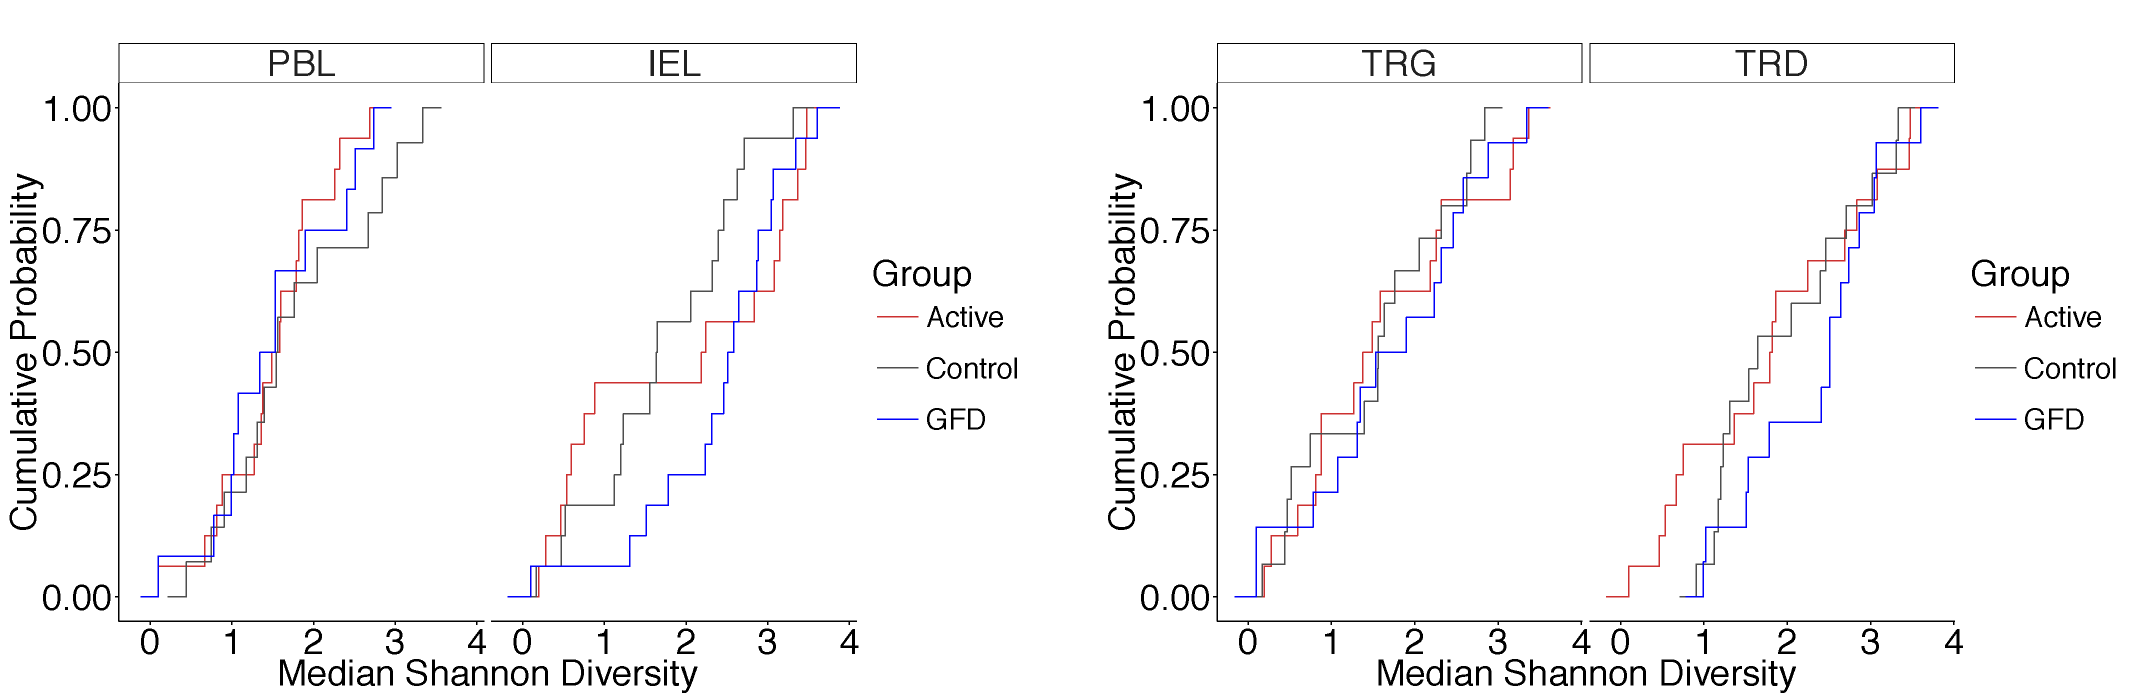 PBL IEL
1.00
0.75
0.50
0.25
0.00
Cumulative Probability
0 1 2 3 4 0 1 2 3 4
Median Shannon Diversity
Group
Active
Control
GFD
TRG TRD
1.00
0.75
0.50
0.25
0.00
Cumulative Probability
0 1 2 3 4 0 1 2 3 4
Median Shannon Diversity
Group
Active
Control
GFD